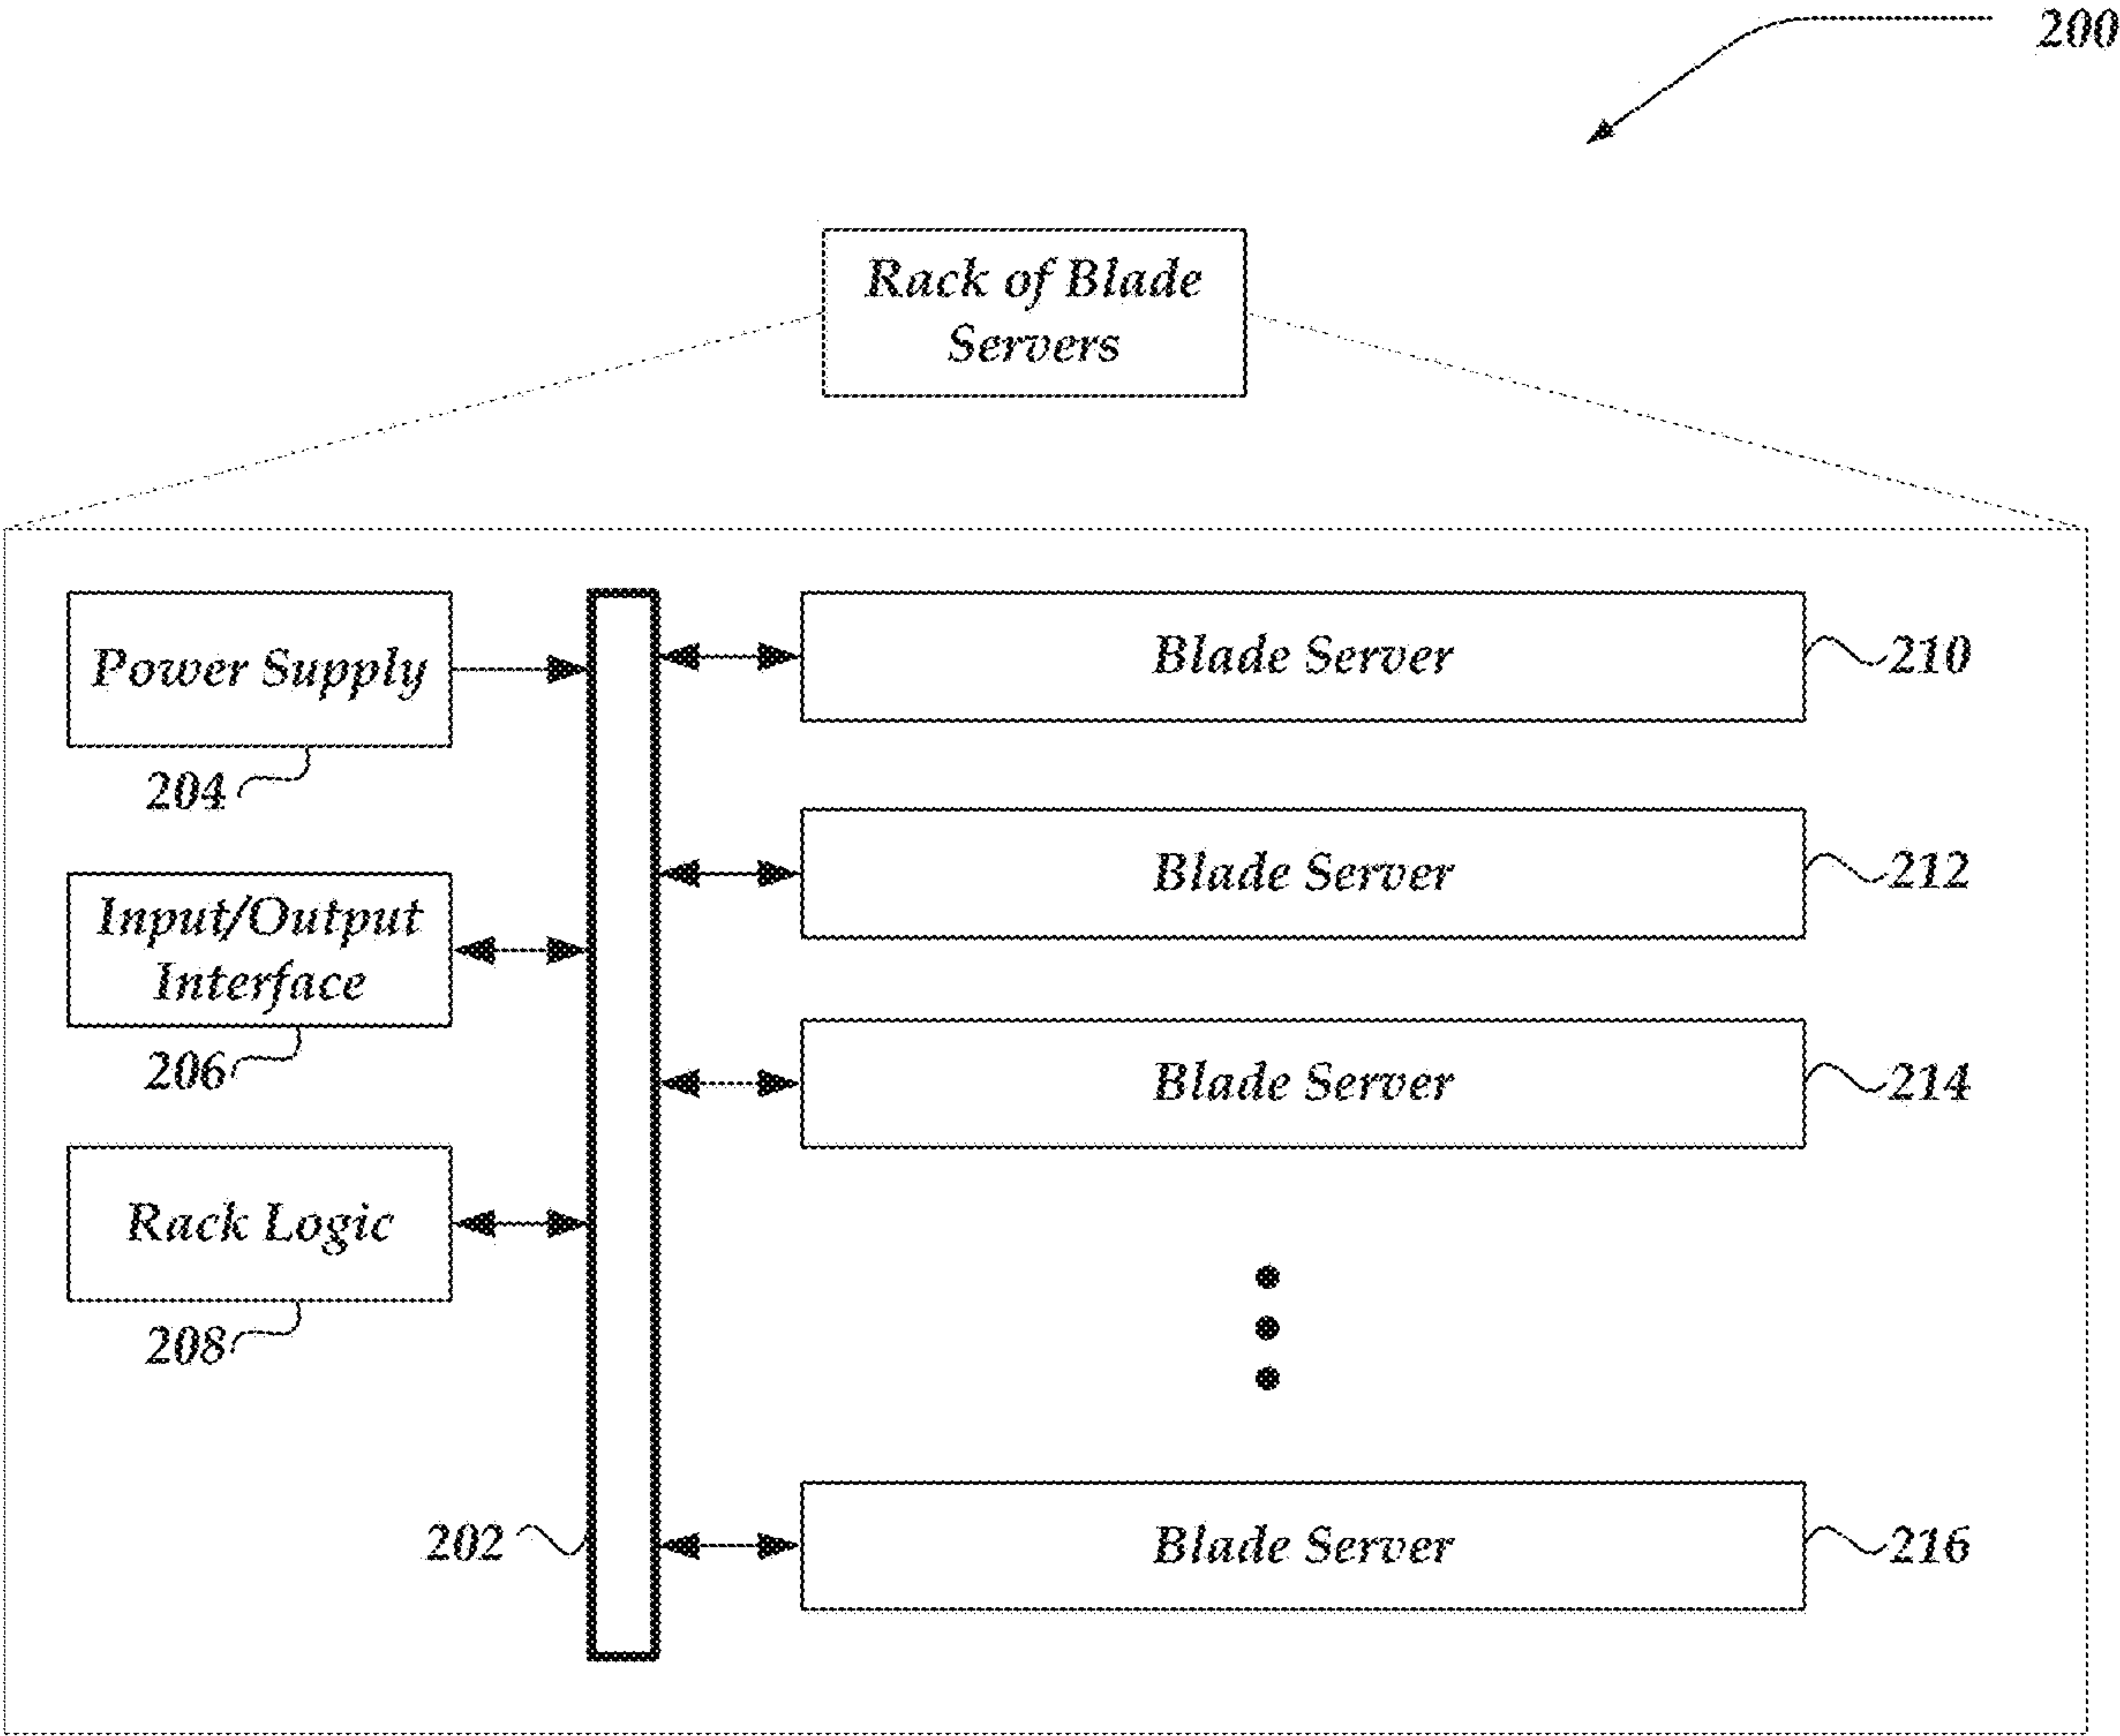 200
Rack of Blade
Servers
Power Supply
204
Input/Output
Interface
206
Rack Logic
208
202
Blade Server
210
Blade Server
212
Blade Server
214
Blade Server
216